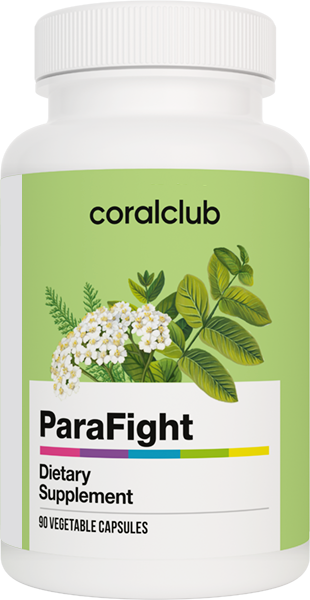 coralclub
ParaFight
Dietary
Supplement
90 VEGETABLE CAPSULES